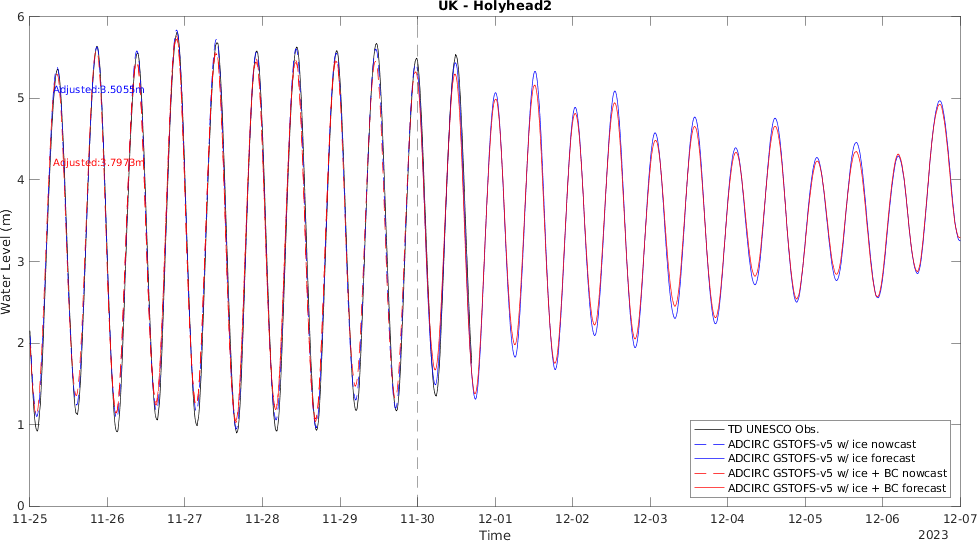 UK - Holyhead2
6
5
4
3
2
1
0
Water Level (m)
Adjusted:3.5055m
Adjusted:3.7973m
TD UNESCO Obs.
ADCIRC GSTOFS-v5 w/ ice nowcast
ADCIRC GSTOFS-v5 w/ ice forecast
ADCIRC GSTOFS-v5 w/ ice + BC nowcast
ADCIRC GSTOFS-v5 w/ ice + BC forecast
11-25 11-26 11-27 11-28 11-29 11-30 12-01 12-02 12-03 12-04 12-05 12-06 12-07
Time
2023